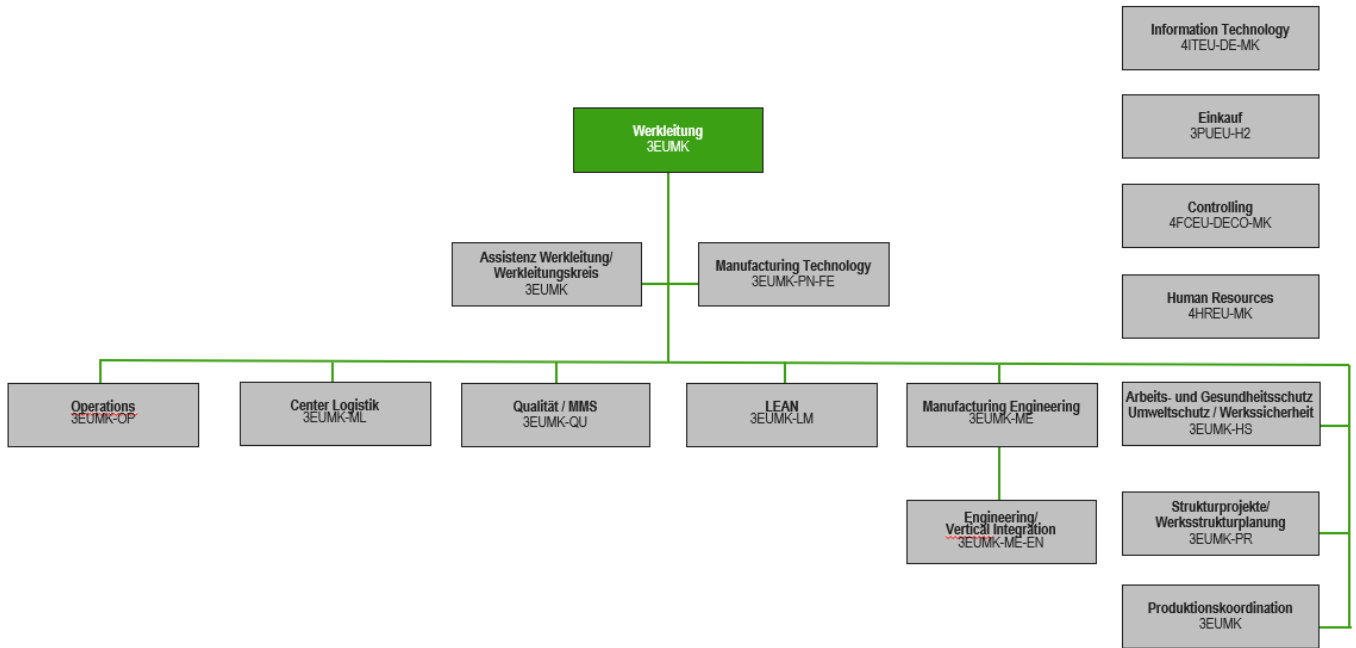 Information Technology
4ITEU-DE-MK
Einkauf
3PUEU-H2
Werkleitung
3EUMK
Controlling
4FCEU-DECO-MK
Assistenz Werkleitung/
Werkleitungskreis
3EUMK
Manufacturing Technology
3EUMK-PN-FE
Human Resources
4HREU-MK
Operations
3EUMK-OP
Center Logistik
3EUMK-ML
Qualität / MMS
3EUMK-QU
LEAN
3EUMK-LM
Manufacturing Engineering
3EUMK-ME
Arbeits- und Gesundheitsschutz
Umweltschutz / Werkssicherheit
3EUMK-HS
Engineering/
Vertical Integration
3EUMK-ME-EN
Strukturprojekte/
Werksstrukturplanung
3EUMK-PR
Produktionskoordination
3EUMK